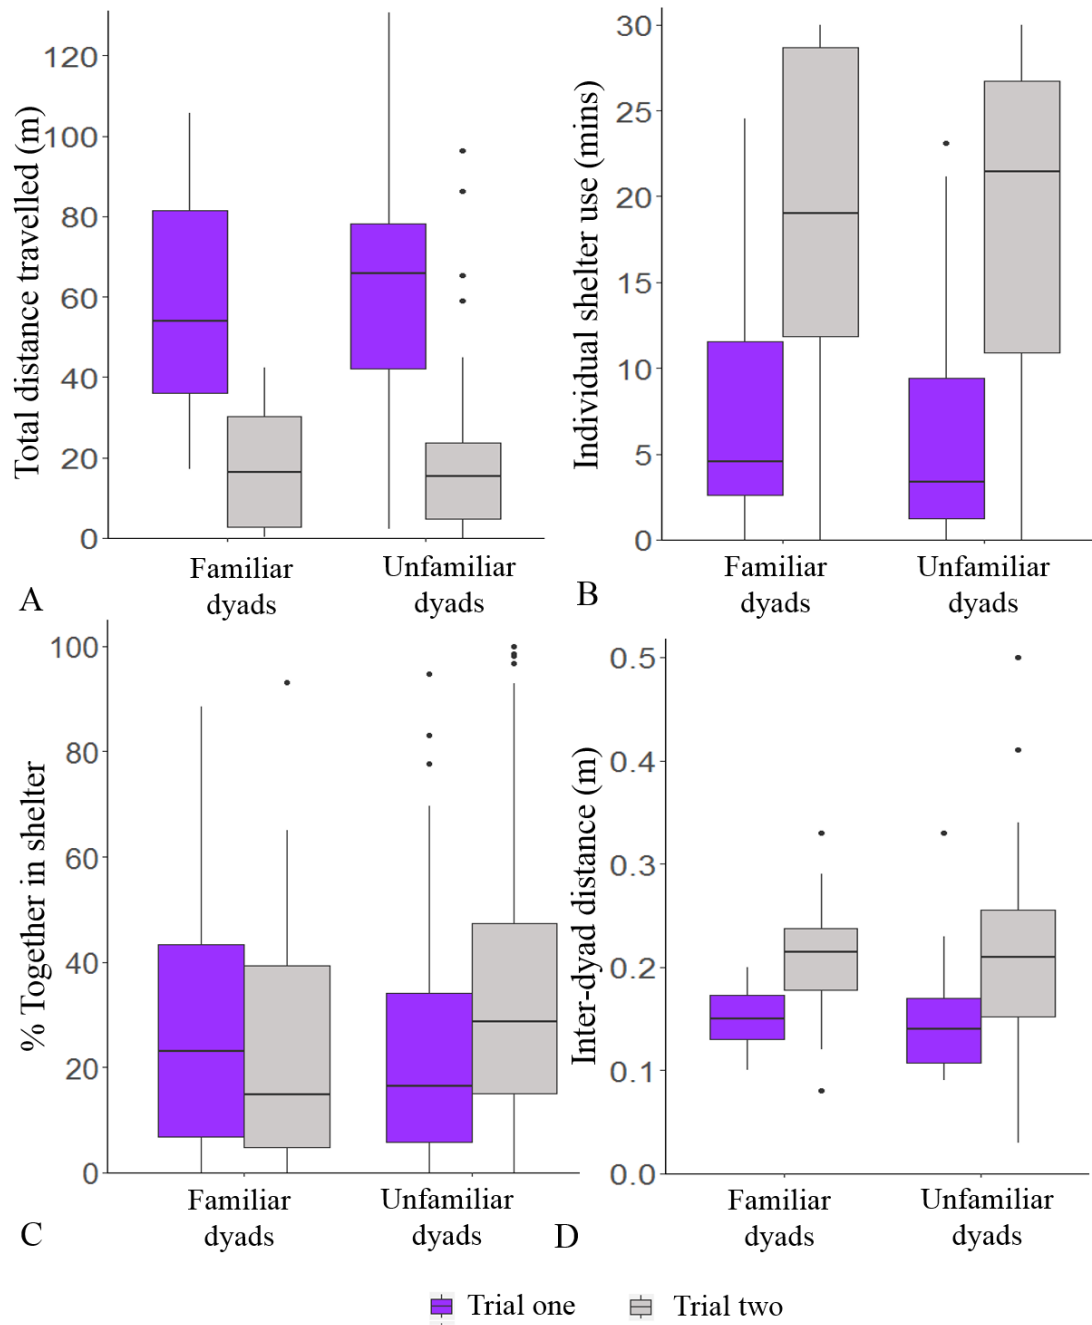 Total distance travelled (m)
120
100
80
60
40
20
0
Familiar
dyads
Unfamiliar
dyads
A
Individual shelter use (mins)
30
25
20
15
10
5
0
Familiar
dyads
Unfamiliar
dyads
B
% Together in shelter
100
80
60
40
20
0
Familiar
dyads
Unfamiliar
dyads
C
Inter-dyad distance (m)
0.5
0.4
0.3
0.2
0.1
0.0
Familiar
dyads
Unfamiliar
dyads
D
Trial one
Trial two